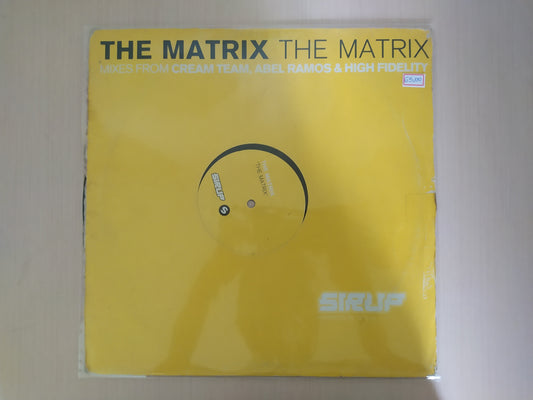 THE MATRIX THE MATRIX
MIXES FROM CREAM TEAM, ABEL RAMOS & HIGH FIDELITY
THE MATRIX
SIRUP
S
SIRUP